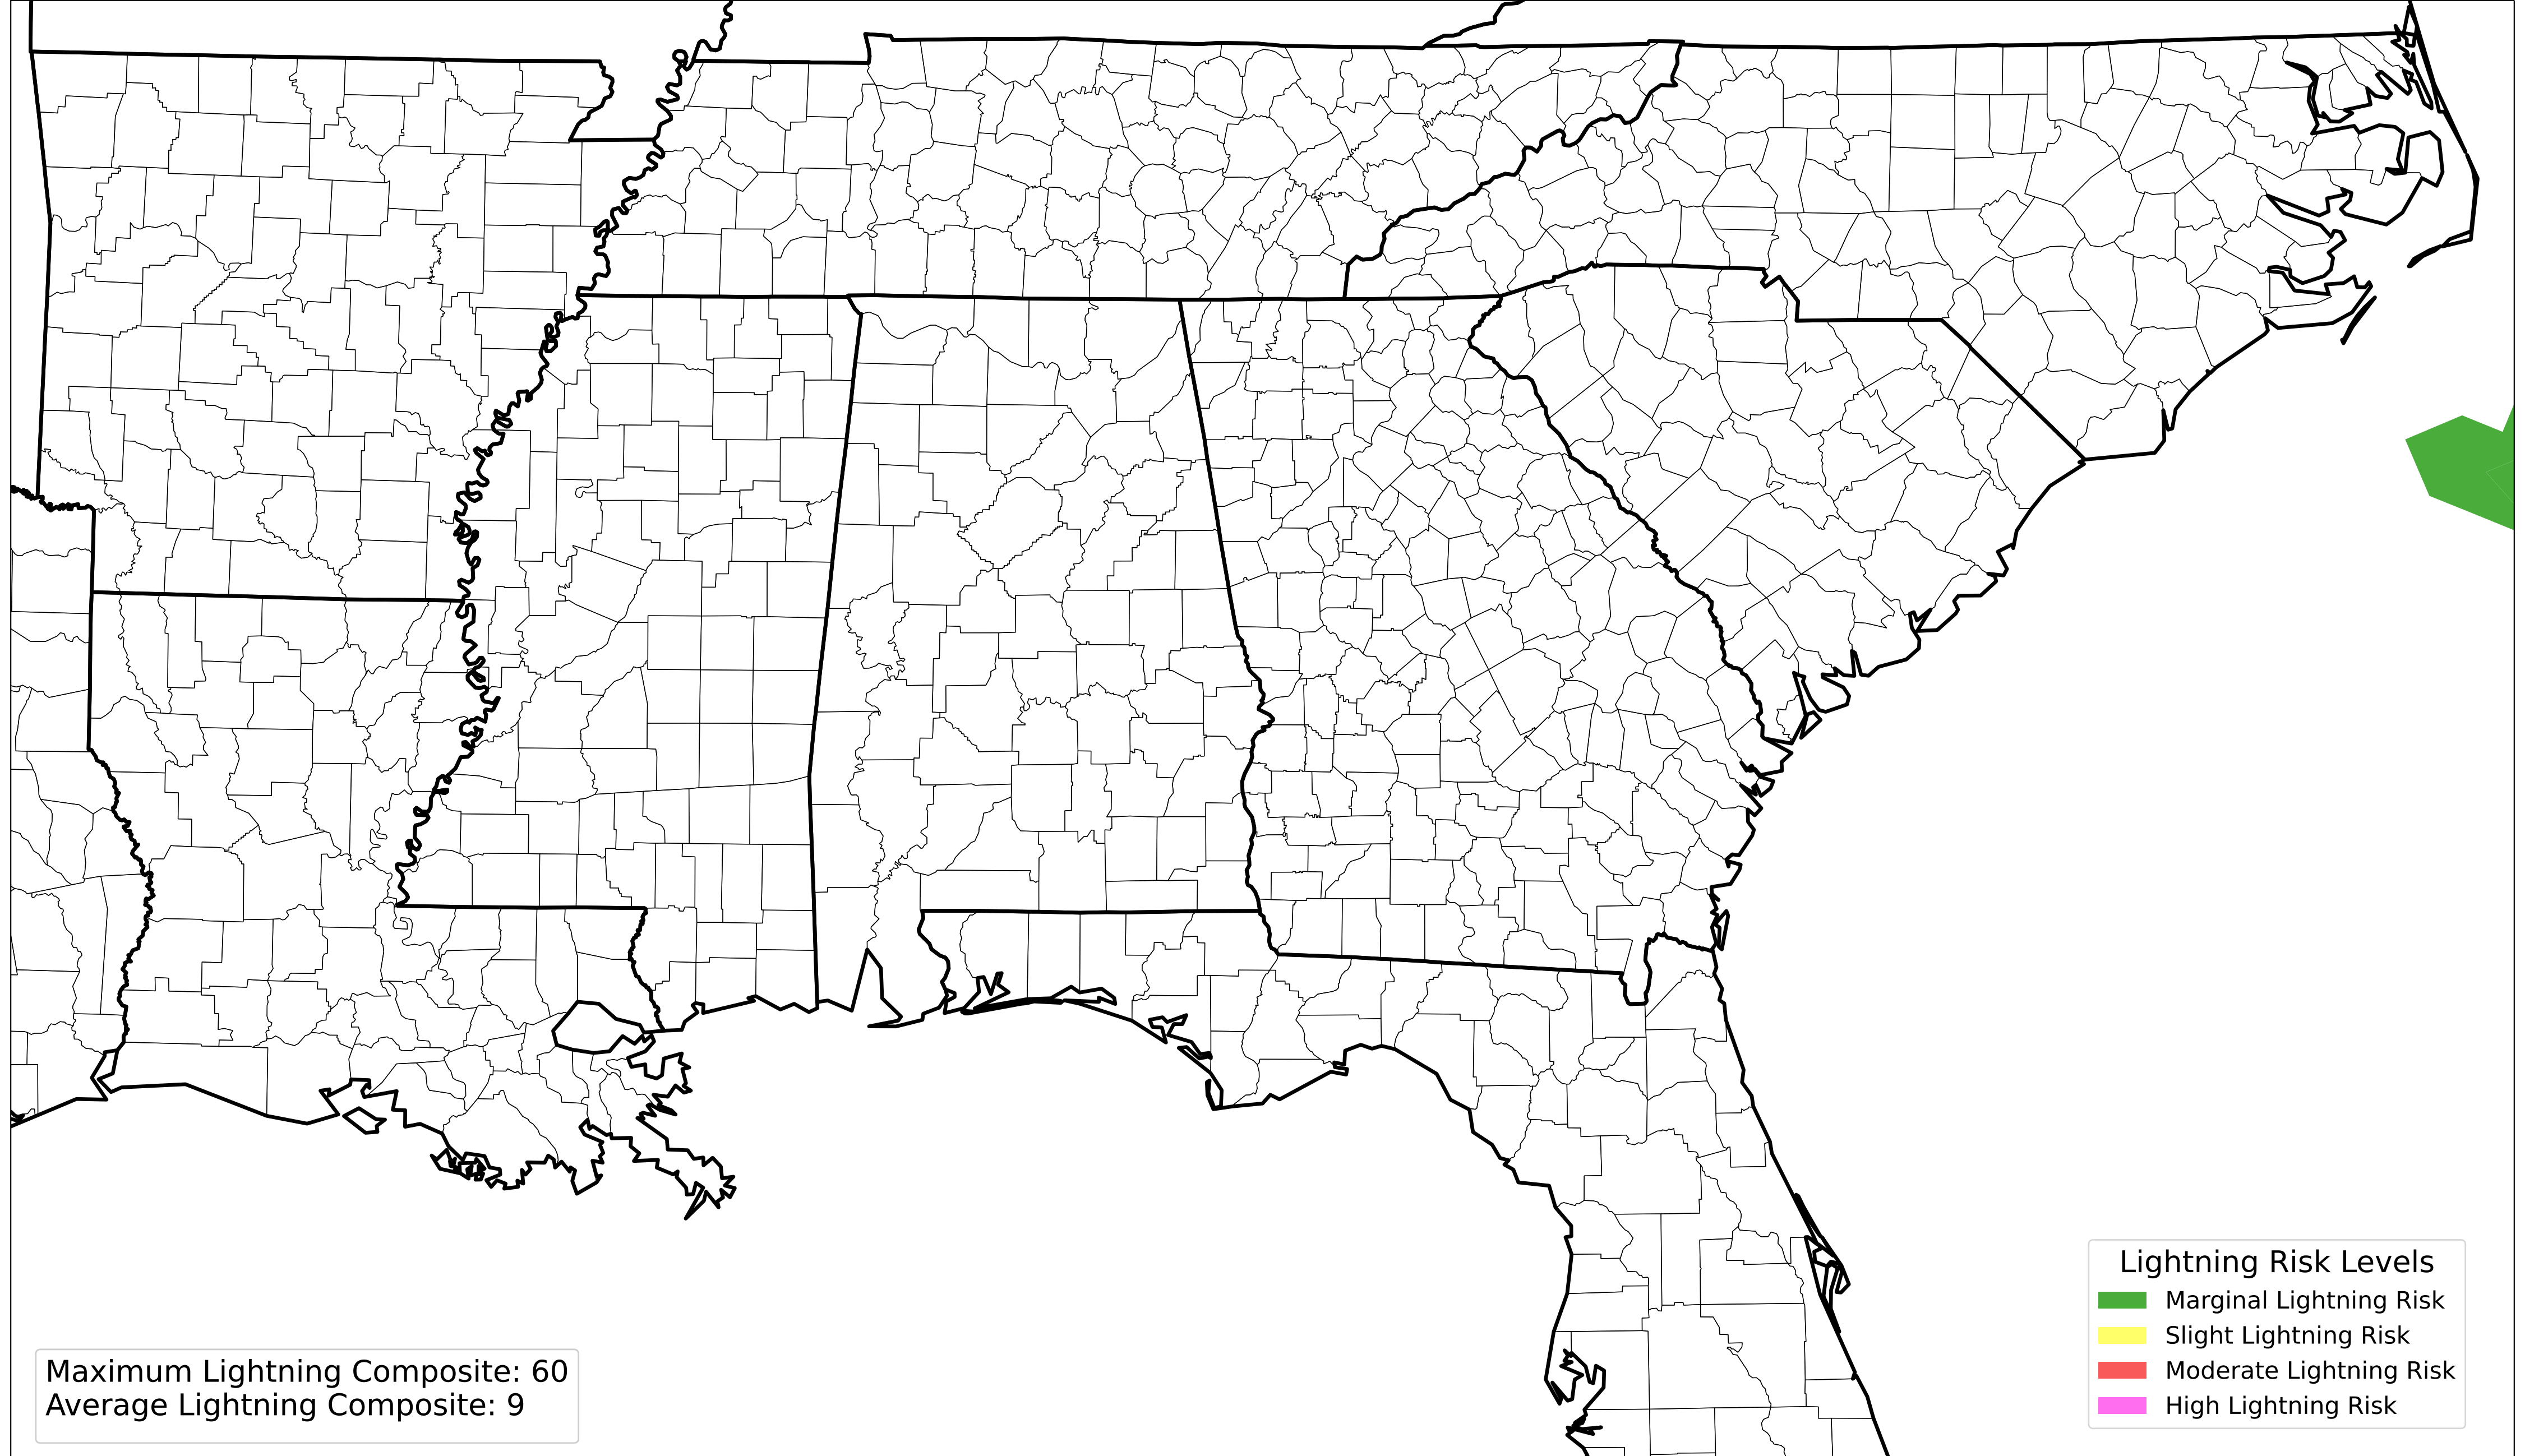 Lightning Risk Levels
Marginal Lightning Risk
Slight Lightning Risk
Moderate Lightning Risk
High Lightning Risk
Maximum Lightning Composite: 60
Average Lightning Composite: 9